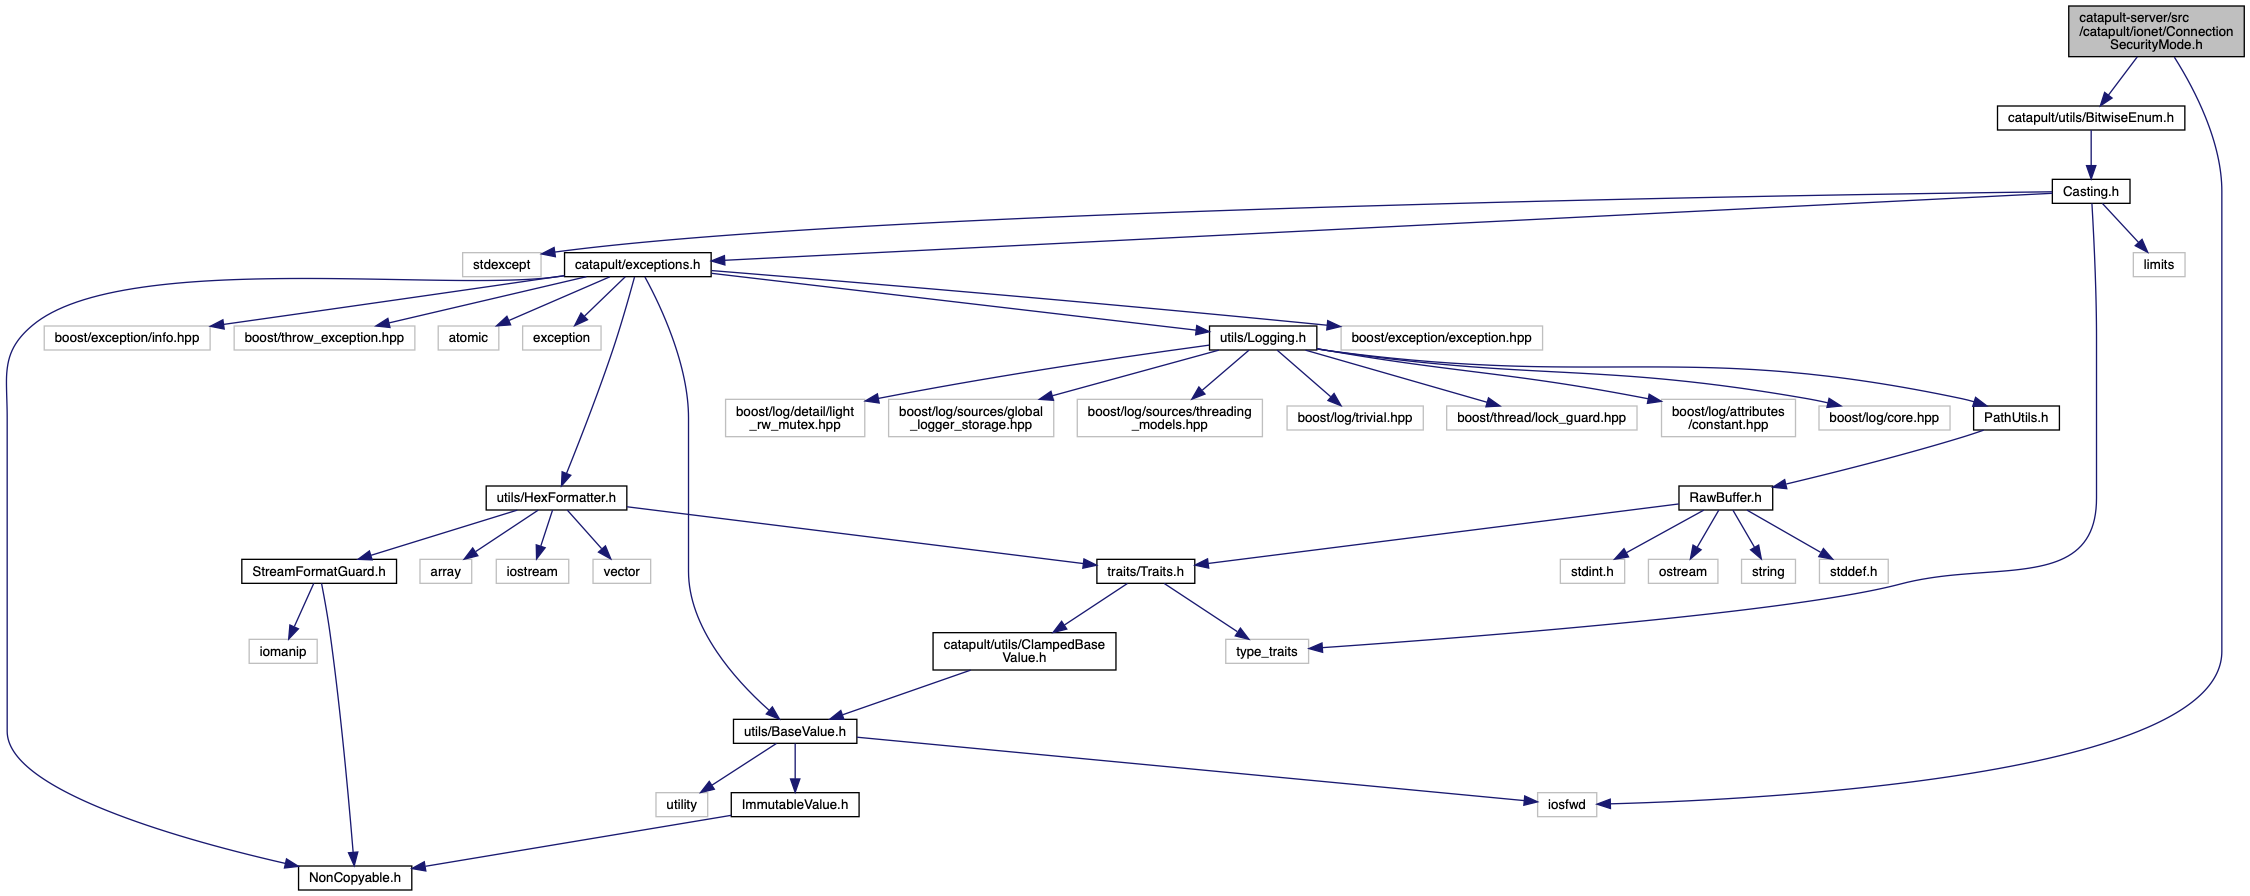 catapult-server/src
/catapult/ionet/Connection
SecurityMode.h
catapult/utils/BitwiseEnum.h
Casting.h
stdexcept
catapult/exceptions.h
limits
boost/exception/info.hpp
boost/throw_exception.hpp
atomic
exception
utils/Logging.h
boost/exception/exception.hpp
boost/log/detail/light
_rw_mutex.hpp
boost/log/sources/global
_logger_storage.hpp
boost/log/sources/threading
_models.hpp
boost/log/trivial.hpp
boost/thread/lock_guard.hpp
boost/log/attributes
/constant.hpp
boost/log/core.hpp
PathUtils.h
utils/HexFormatter.h
RawBuffer.h
StreamFormatGuard.h
array
iostream
vector
traits/Traits.h
stdint.h
ostream
string
stddef.h
iomanip
catapult/utils/ClampedBase
Value.h
type_traits
utils/BaseValue.h
utility
ImmutableValue.h
iosfwd
NonCopyable.h